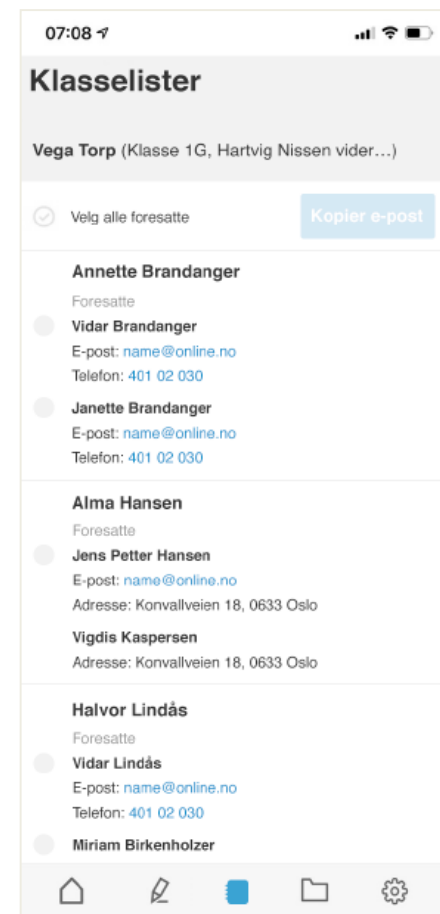 07:08
Klasselister
Vega Torp (Klasse 1G, Hartvig Nissen vider...)
Velg alle foresatte
Kopier e-post
Annette Brandanger
Foresatte
Vidar Brandanger
E-post: name@online.no
Telefon: 401 02 030
Janette Brandanger
E-post: name@online.no
Telefon: 401 02 030
Alma Hansen
Foresatte
Jens Petter Hansen
E-post: name@online.no
Adresse: Konvallveien 18, 0633 Oslo
Vigdis Kaspersen
Adresse: Konvallveien 18, 0633 Oslo
Halvor Lindås
Foresatte
Vidar Lindås
E-post: name@online.no
Telefon: 401 02 030
Miriam Birkenholzer